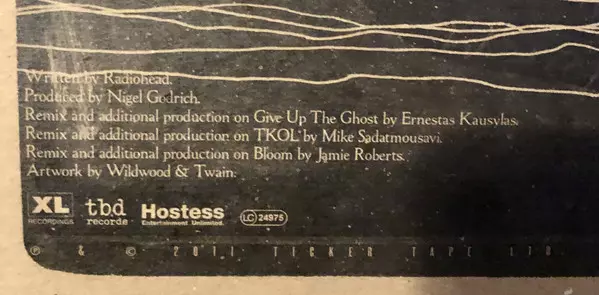 Written by Radiohead.
Produced by Nigel Godrich.
Remix and additional production on Give Up The Ghost by Ernestas Kausylas.
Remix and additional production on TKOL by Mike Sadatmousavi.
Remix and additional production on Bloom by Jamie Roberts.
Artwork by Wildwood & Twain.
XL RECORDINGS
tbd records
Hostess Entertainment Unlimited.
LC 24975
℗ & © 2011 TICKER TAPE LTD.